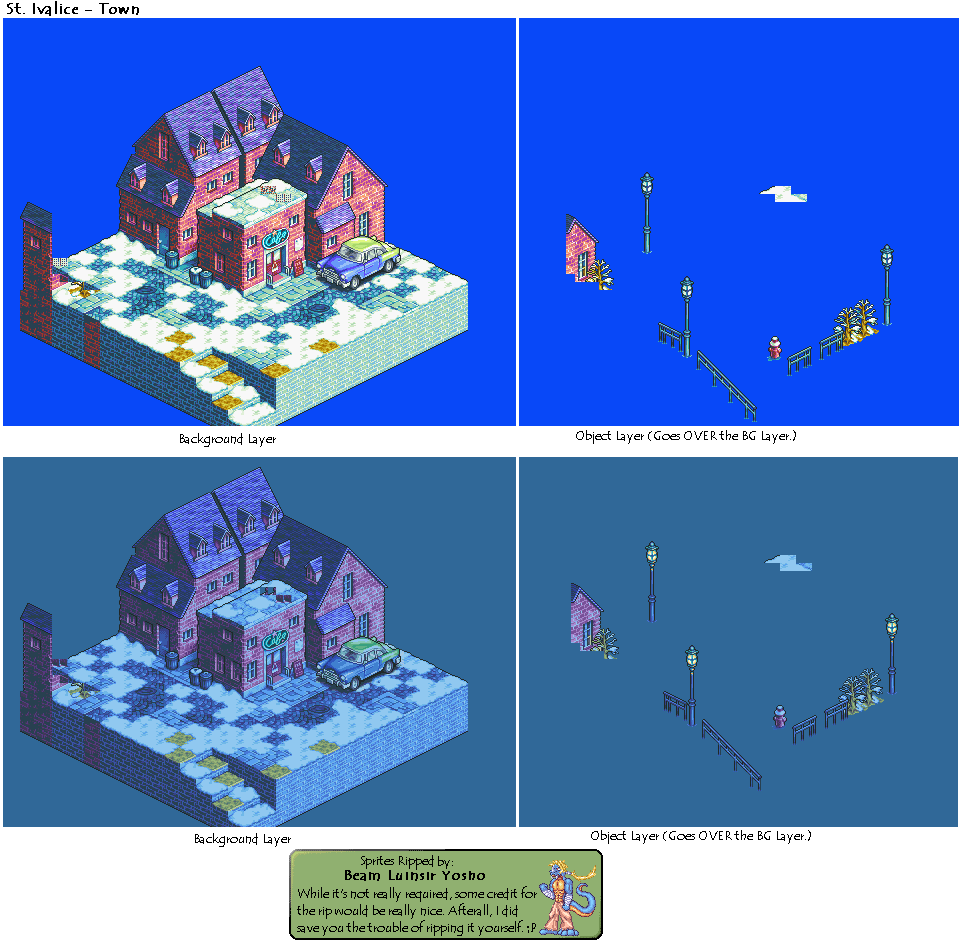 St. Ivalice - Town
Cafe
Background Layer
Object Layer (Goes OVER the BG Layer.)
Cafe
Background Layer
Object Layer (Goes OVER the BG Layer.)
Sprites Ripped by:
Beam Luinsir Yosho
While it's not really required, some credit for
the rip would be really nice. Afterall, I did
save you the trouble of ripping it yourself. ;P